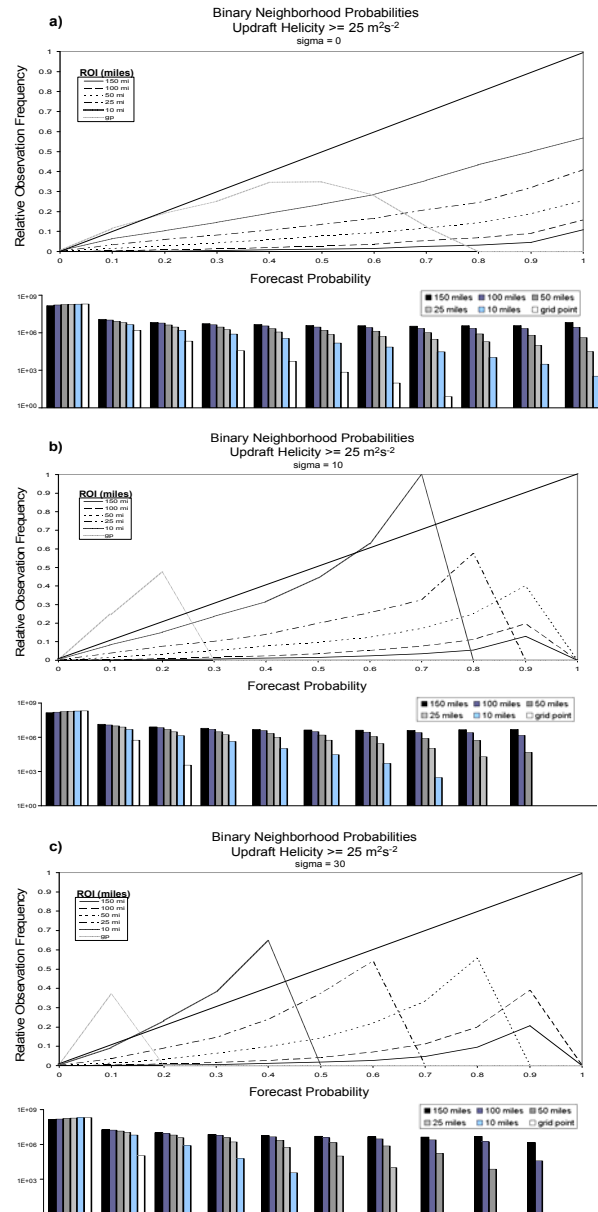 a)
Binary Neighborhood Probabilities
Updraft Helicity >= 25 m²s⁻²
sigma = 0
Relative Observation Frequency
1
0.9
0.8
0.7
0.6
0.5
0.4
0.3
0.2
0.1
0
ROI (miles)
150 mi
100 mi
50 mi
25 mi
10 mi
gp
0 0.1 0.2 0.3 0.4 0.5 0.6 0.7 0.8 0.9 1
Forecast Probability
150 miles 100 miles 50 miles
25 miles 10 miles grid point
1E+09
1E+06
1E+03
1E+00
b)
Binary Neighborhood Probabilities
Updraft Helicity >= 25 m²s⁻²
sigma = 10
Relative Observation Frequency
1
0.9
0.8
0.7
0.6
0.5
0.4
0.3
0.2
0.1
0
ROI (miles)
150 mi
100 mi
50 mi
25 mi
10 mi
gp
0 0.1 0.2 0.3 0.4 0.5 0.6 0.7 0.8 0.9 1
Forecast Probability
150 miles 100 miles 50 miles
25 miles 10 miles grid point
1E+09
1E+06
1E+03
1E+00
c)
Binary Neighborhood Probabilities
Updraft Helicity >= 25 m²s⁻²
sigma = 30
Relative Observation Frequency
1
0.9
0.8
0.7
0.6
0.5
0.4
0.3
0.2
0.1
0
ROI (miles)
150 mi
100 mi
50 mi
25 mi
10 mi
gp
0 0.1 0.2 0.3 0.4 0.5 0.6 0.7 0.8 0.9 1
Forecast Probability
150 miles 100 miles 50 miles
25 miles 10 miles grid point
1E+09
1E+06
1E+03